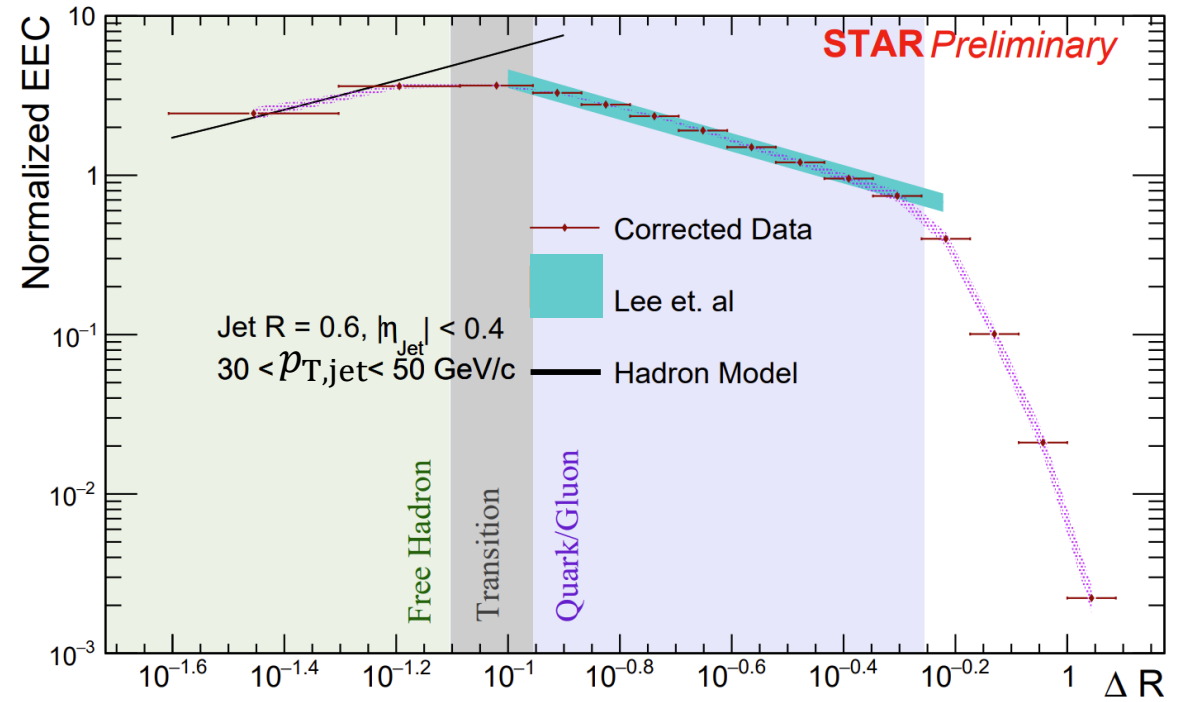 STAR Preliminary
Normalized EEC
10
1
10⁻¹
10⁻²
10⁻³
Corrected Data
Lee et. al
Hadron Model
Jet R = 0.6, |η_Jet| < 0.4
30 < p_T,jet < 50 GeV/c
Free Hadron
Transition
Quark/Gluon
10⁻¹·⁶ 10⁻¹·⁴ 10⁻¹·² 10⁻¹ 10⁻⁰·⁸ 10⁻⁰·⁶ 10⁻⁰·⁴ 10⁻⁰·² 1 Δ R